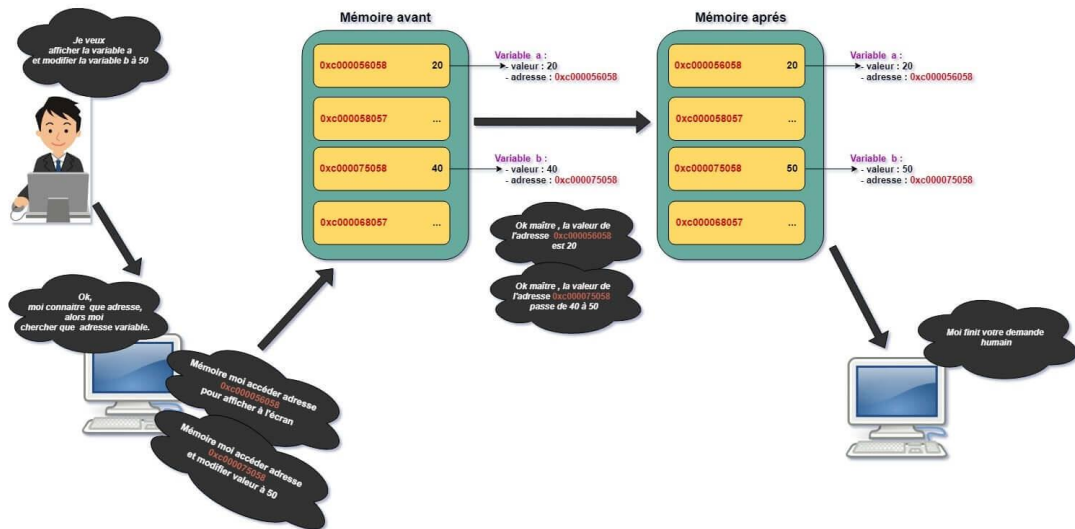 Je veux
afficher la variable a
et modifier la variable b à 50
Ok,
moi connaitre que adresse,
alors moi
chercher que adresse variable.
Mémoire moi accéder adresse
0xc000056058
pour afficher à l'écran
Mémoire moi accéder adresse
0xc000075058
et modifier valeur à 50
Mémoire avant
0xc000056058 20
0xc000058057 ...
0xc000075058 40
0xc000068057 ...
Variable a :
- valeur : 20
- adresse : 0xc000056058
Variable b :
- valeur : 40
- adresse : 0xc000075058
Ok maître , la valeur de
l'adresse 0xc000056058
est 20
Ok maître , la valeur de
l'adresse 0xc000075058
passe de 40 à 50
Mémoire aprés
0xc000056058 20
0xc000058057 ...
0xc000075058 50
0xc000068057 ...
Variable a :
- valeur : 20
- adresse : 0xc000056058
Variable b :
- valeur : 50
- adresse : 0xc000075058
Moi finit votre demande
humain